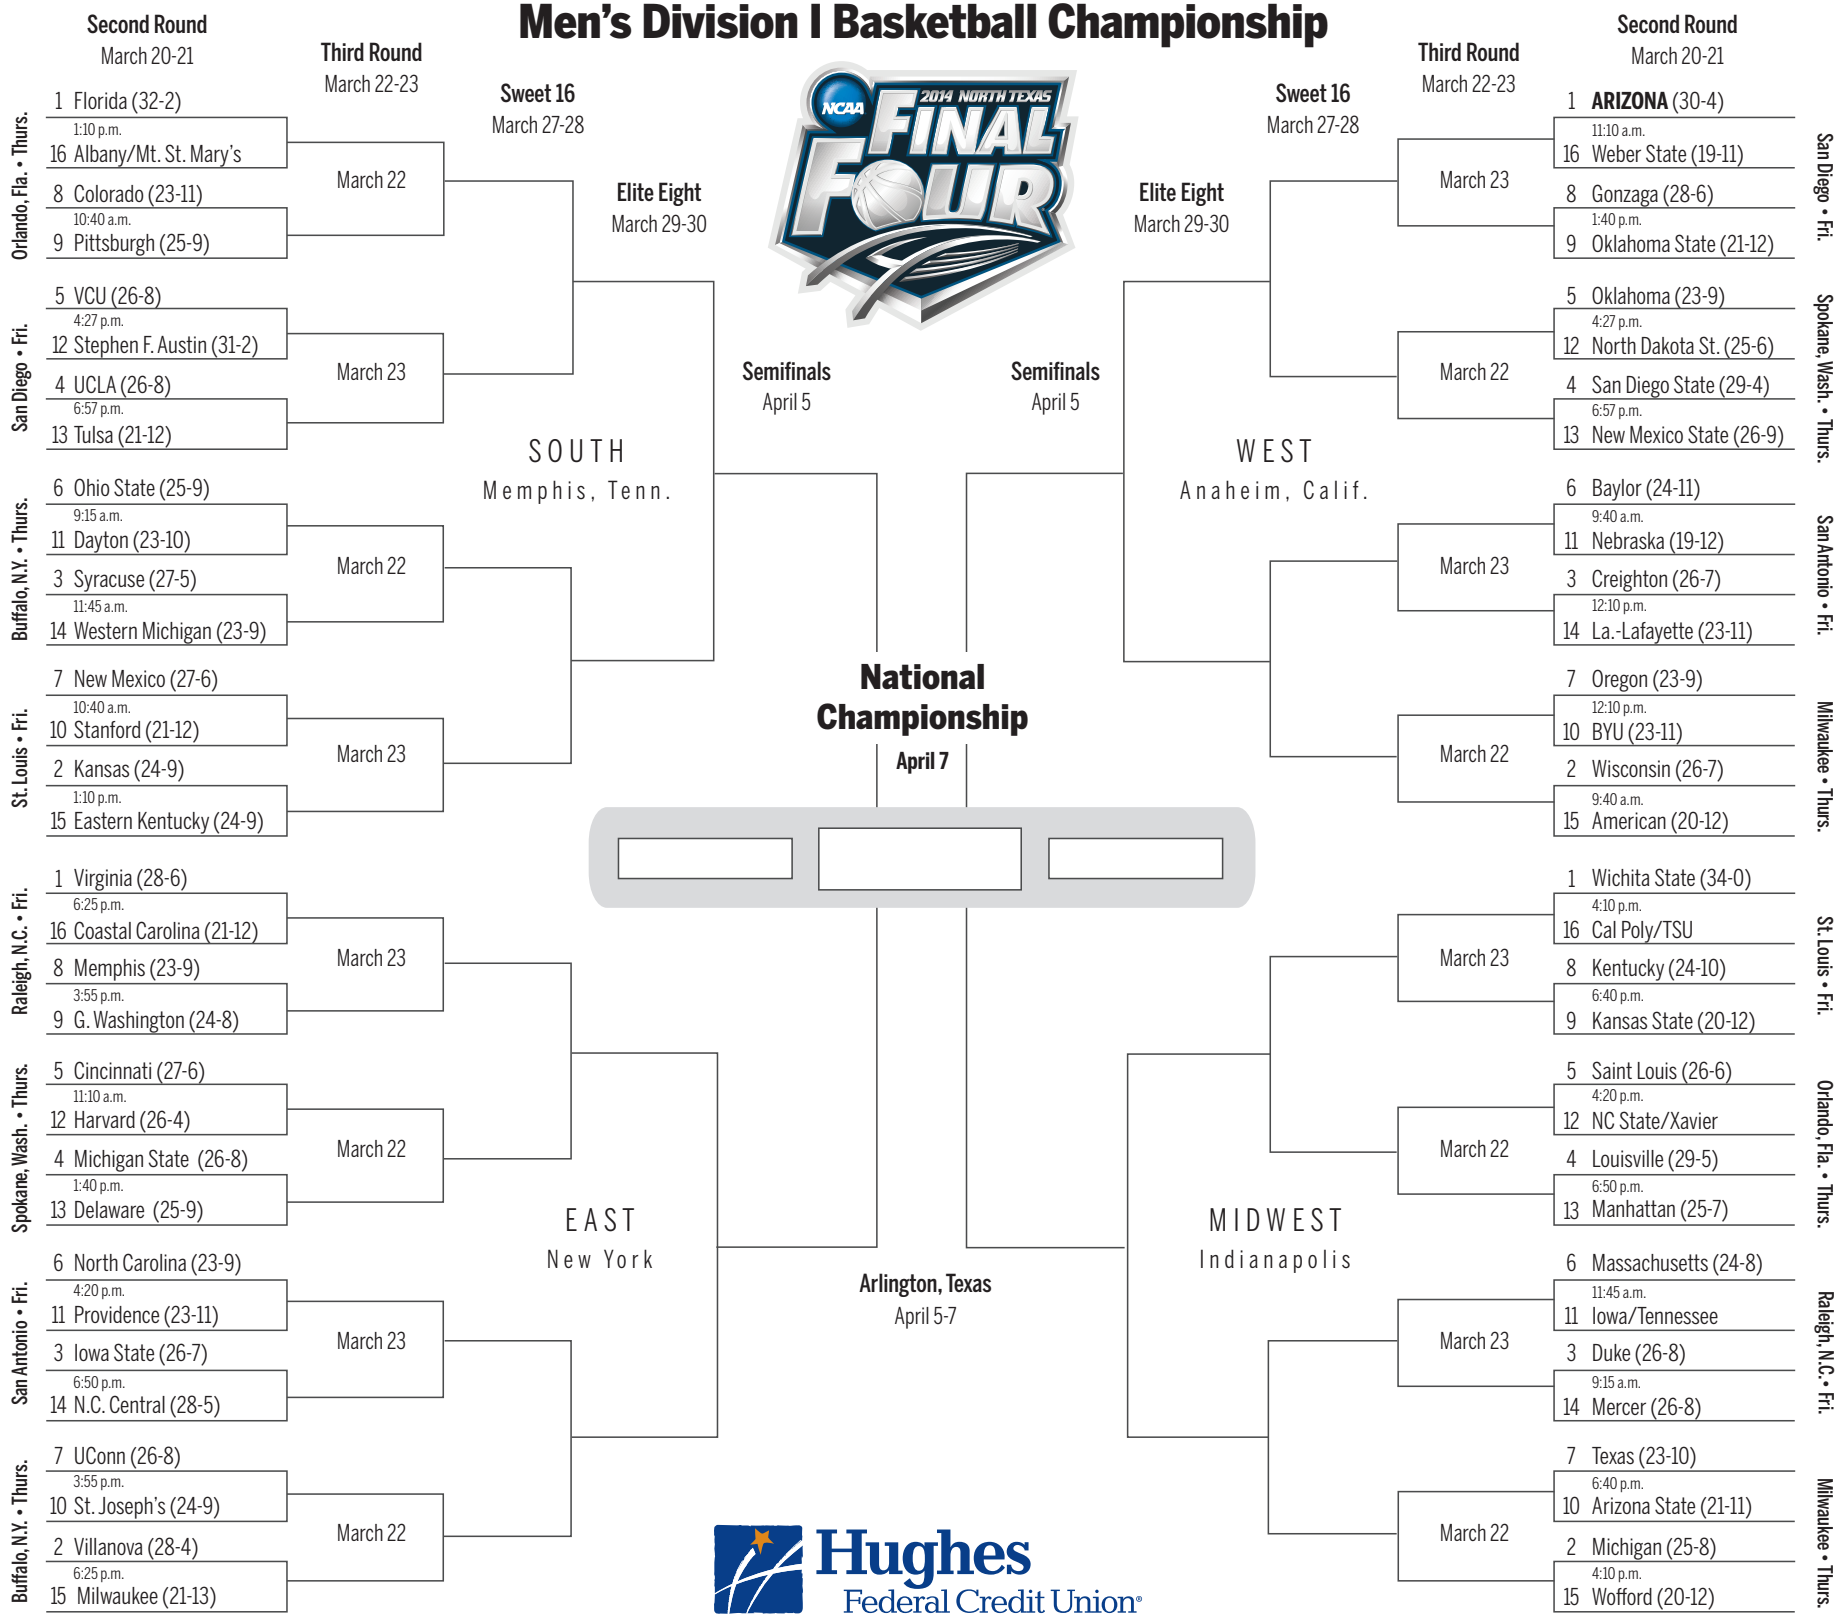 Men's Division I Basketball Championship
Second Round
March 20-21
Third Round
March 22-23
Sweet 16
March 27-28
Elite Eight
March 29-30
Semifinals
April 5
NCAA
2014 NORTH TEXAS
FINAL
FOUR
Semifinals
April 5
Elite Eight
March 29-30
Sweet 16
March 27-28
Third Round
March 22-23
Second Round
March 20-21
Orlando, Fla. • Thurs.
1 Florida (32-2)
1:10 p.m.
16 Albany/Mt. St. Mary's
8 Colorado (23-11)
10:40 a.m.
9 Pittsburgh (25-9)
March 22
San Diego • Fri.
5 VCU (26-8)
4:27 p.m.
12 Stephen F. Austin (31-2)
4 UCLA (26-8)
6:57 p.m.
13 Tulsa (21-12)
March 23
SOUTH
Memphis, Tenn.
Buffalo, N.Y. • Thurs.
6 Ohio State (25-9)
9:15 a.m.
11 Dayton (23-10)
3 Syracuse (27-5)
11:45 a.m.
14 Western Michigan (23-9)
March 22
St. Louis • Fri.
7 New Mexico (27-6)
10:40 a.m.
10 Stanford (21-12)
2 Kansas (24-9)
1:10 p.m.
15 Eastern Kentucky (24-9)
March 23
Raleigh, N.C. • Fri.
1 Virginia (28-6)
6:25 p.m.
16 Coastal Carolina (21-12)
8 Memphis (23-9)
3:55 p.m.
9 G. Washington (24-8)
March 23
Spokane, Wash. • Thurs.
5 Cincinnati (27-6)
11:10 a.m.
12 Harvard (26-4)
4 Michigan State (26-8)
1:40 p.m.
13 Delaware (25-9)
March 22
EAST
New York
San Antonio • Fri.
6 North Carolina (23-9)
4:20 p.m.
11 Providence (23-11)
3 Iowa State (26-7)
6:50 p.m.
14 N.C. Central (28-5)
March 23
Buffalo, N.Y. • Thurs.
7 UConn (26-8)
3:55 p.m.
10 St. Joseph's (24-9)
2 Villanova (28-4)
6:25 p.m.
15 Milwaukee (21-13)
March 22
National
Championship
April 7
Arlington, Texas
April 5-7
1 ARIZONA (30-4)
11:10 a.m.
16 Weber State (19-11)
8 Gonzaga (28-6)
1:40 p.m.
9 Oklahoma State (21-12)
March 23
San Diego • Fri.
5 Oklahoma (23-9)
4:27 p.m.
12 North Dakota St. (25-6)
4 San Diego State (29-4)
6:57 p.m.
13 New Mexico State (26-9)
March 22
Spokane, Wash. • Thurs.
WEST
Anaheim, Calif.
6 Baylor (24-11)
9:40 a.m.
11 Nebraska (19-12)
3 Creighton (26-7)
12:10 p.m.
14 La.-Lafayette (23-11)
March 23
San Antonio • Fri.
7 Oregon (23-9)
12:10 p.m.
10 BYU (23-11)
2 Wisconsin (26-7)
9:40 a.m.
15 American (20-12)
March 22
Milwaukee • Thurs.
1 Wichita State (34-0)
4:10 p.m.
16 Cal Poly/TSU
8 Kentucky (24-10)
6:40 p.m.
9 Kansas State (20-12)
March 23
St. Louis • Fri.
5 Saint Louis (26-6)
4:20 p.m.
12 NC State/Xavier
4 Louisville (29-5)
6:50 p.m.
13 Manhattan (25-7)
March 22
Orlando, Fla. • Thurs.
MIDWEST
Indianapolis
6 Massachusetts (24-8)
11:45 a.m.
11 Iowa/Tennessee
3 Duke (26-8)
9:15 a.m.
14 Mercer (26-8)
March 23
Raleigh, N.C. • Fri.
7 Texas (23-10)
6:40 p.m.
10 Arizona State (21-11)
2 Michigan (25-8)
4:10 p.m.
15 Wofford (20-12)
March 22
Milwaukee • Thurs.
Hughes
Federal Credit Union®